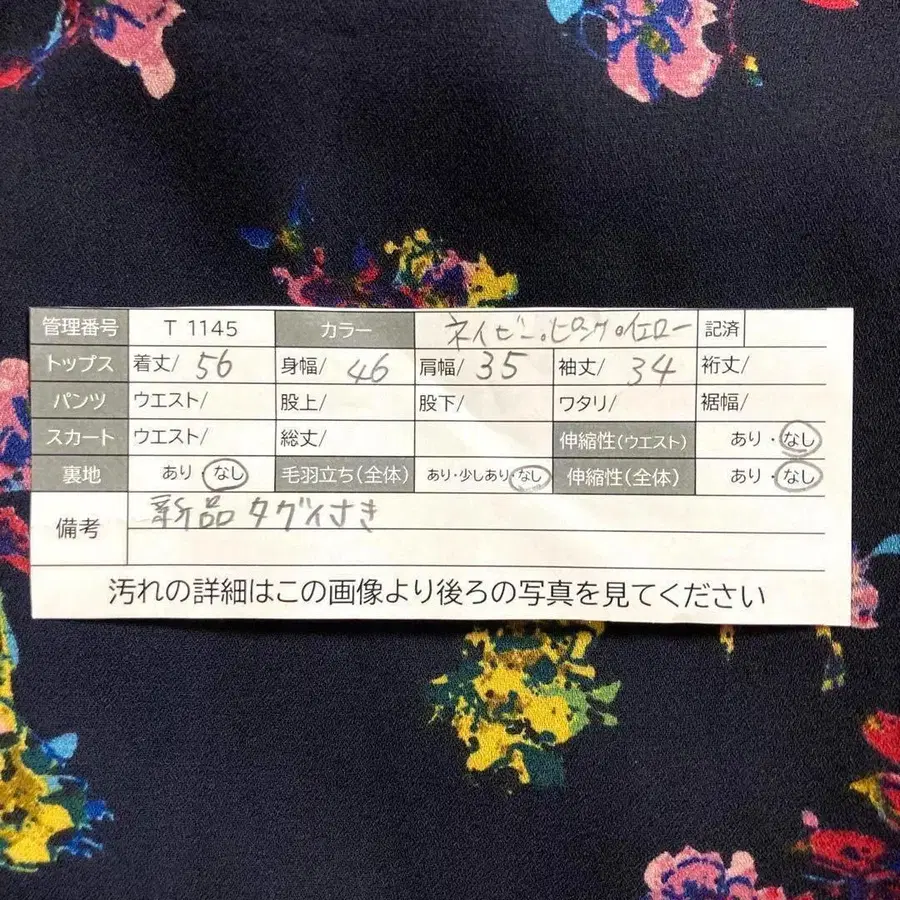 管理番号 T 1145 カラー ネイビー・ピンク・イエロー 記済
トップス 着丈/ 56 身幅/ 46 肩幅/ 35 袖丈/ 34 裄丈/
パンツ ウエスト/ 股上/ 股下/ ワタリ/ 裾幅/
スカート ウエスト/ 総丈/ 伸縮性(ウエスト) あり・なし
裏地 あり・なし 毛羽立ち(全体) あり・少しあり・なし 伸縮性(全体) あり・なし
備考 新品タグ付き
汚れの詳細はこの画像より後ろの写真を見てください